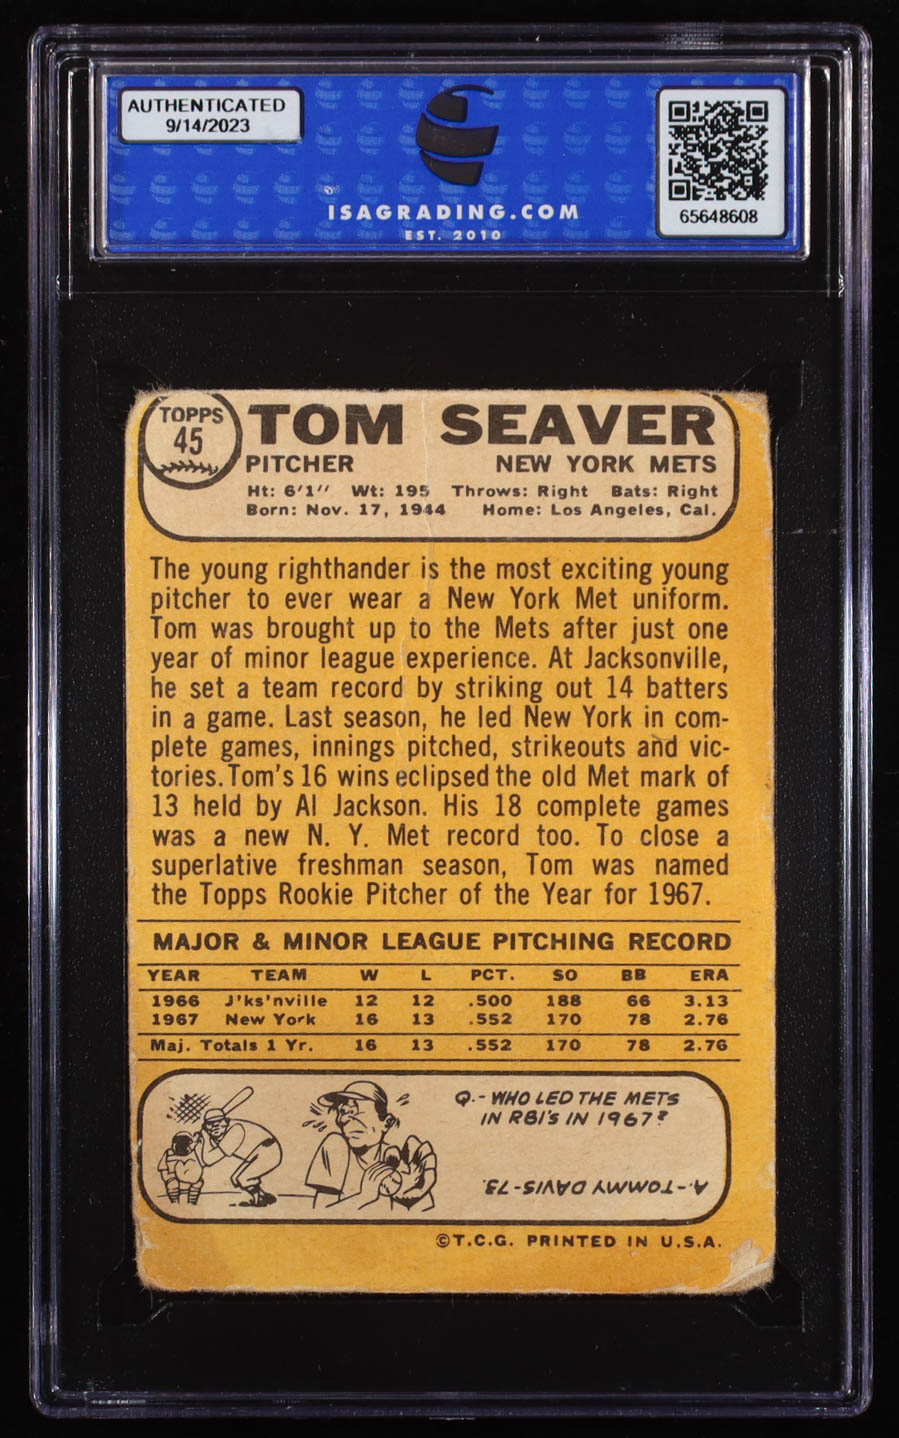 AUTHENTICATED
9/14/2023
ISAGRADING.COM
EST. 2010
65648608
TOPPS
45
TOM SEAVER
PITCHER NEW YORK METS
Ht: 6'1" Wt: 195 Throws: Right Bats: Right
Born: Nov. 17, 1944 Home: Los Angeles, Cal.
The young righthander is the most exciting young
pitcher to ever wear a New York Met uniform.
Tom was brought up to the Mets after just one
year of minor league experience. At Jacksonville,
he set a team record by striking out 14 batters
in a game. Last season, he led New York in com-
plete games, innings pitched, strikeouts and vic-
tories. Tom's 16 wins eclipsed the old Met mark of
13 held by Al Jackson. His 18 complete games
was a new N. Y. Met record too. To close a
superlative freshman season, Tom was named
the Topps Rookie Pitcher of the Year for 1967.
MAJOR & MINOR LEAGUE PITCHING RECORD
YEAR TEAM W L PCT. SO BB ERA
1966 J'ks'nville 12 12 .500 188 66 3.13
1967 New York 16 13 .552 170 78 2.76
Maj. Totals 1 Yr. 16 13 .552 170 78 2.76
Q.- WHO LED THE METS
IN RBI'S IN 1967?
A.- TOMMY DAVIS-73.
©T.C.G. PRINTED IN U.S.A.